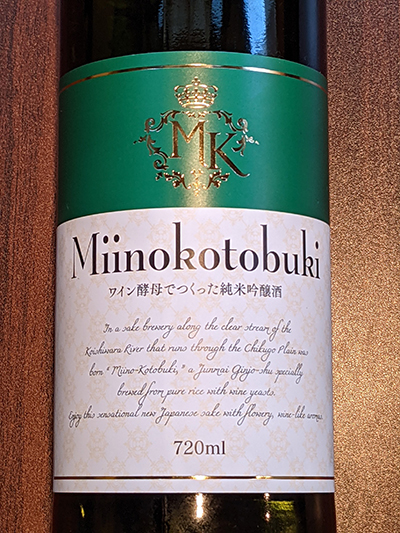 MK
Miinokotobuki
ワイン酵母でつくった純米吟醸酒
In a sake brewery along the clear stream of the
Koishiwara River that runs through the Chikugo Plain was
born "Miino-Kotobuki," a Junmai Ginjo-shu specially
brewed from pure rice with wine yeasts.
Enjoy this sensational new Japanese sake with flowery, wine-like aromas.
720ml